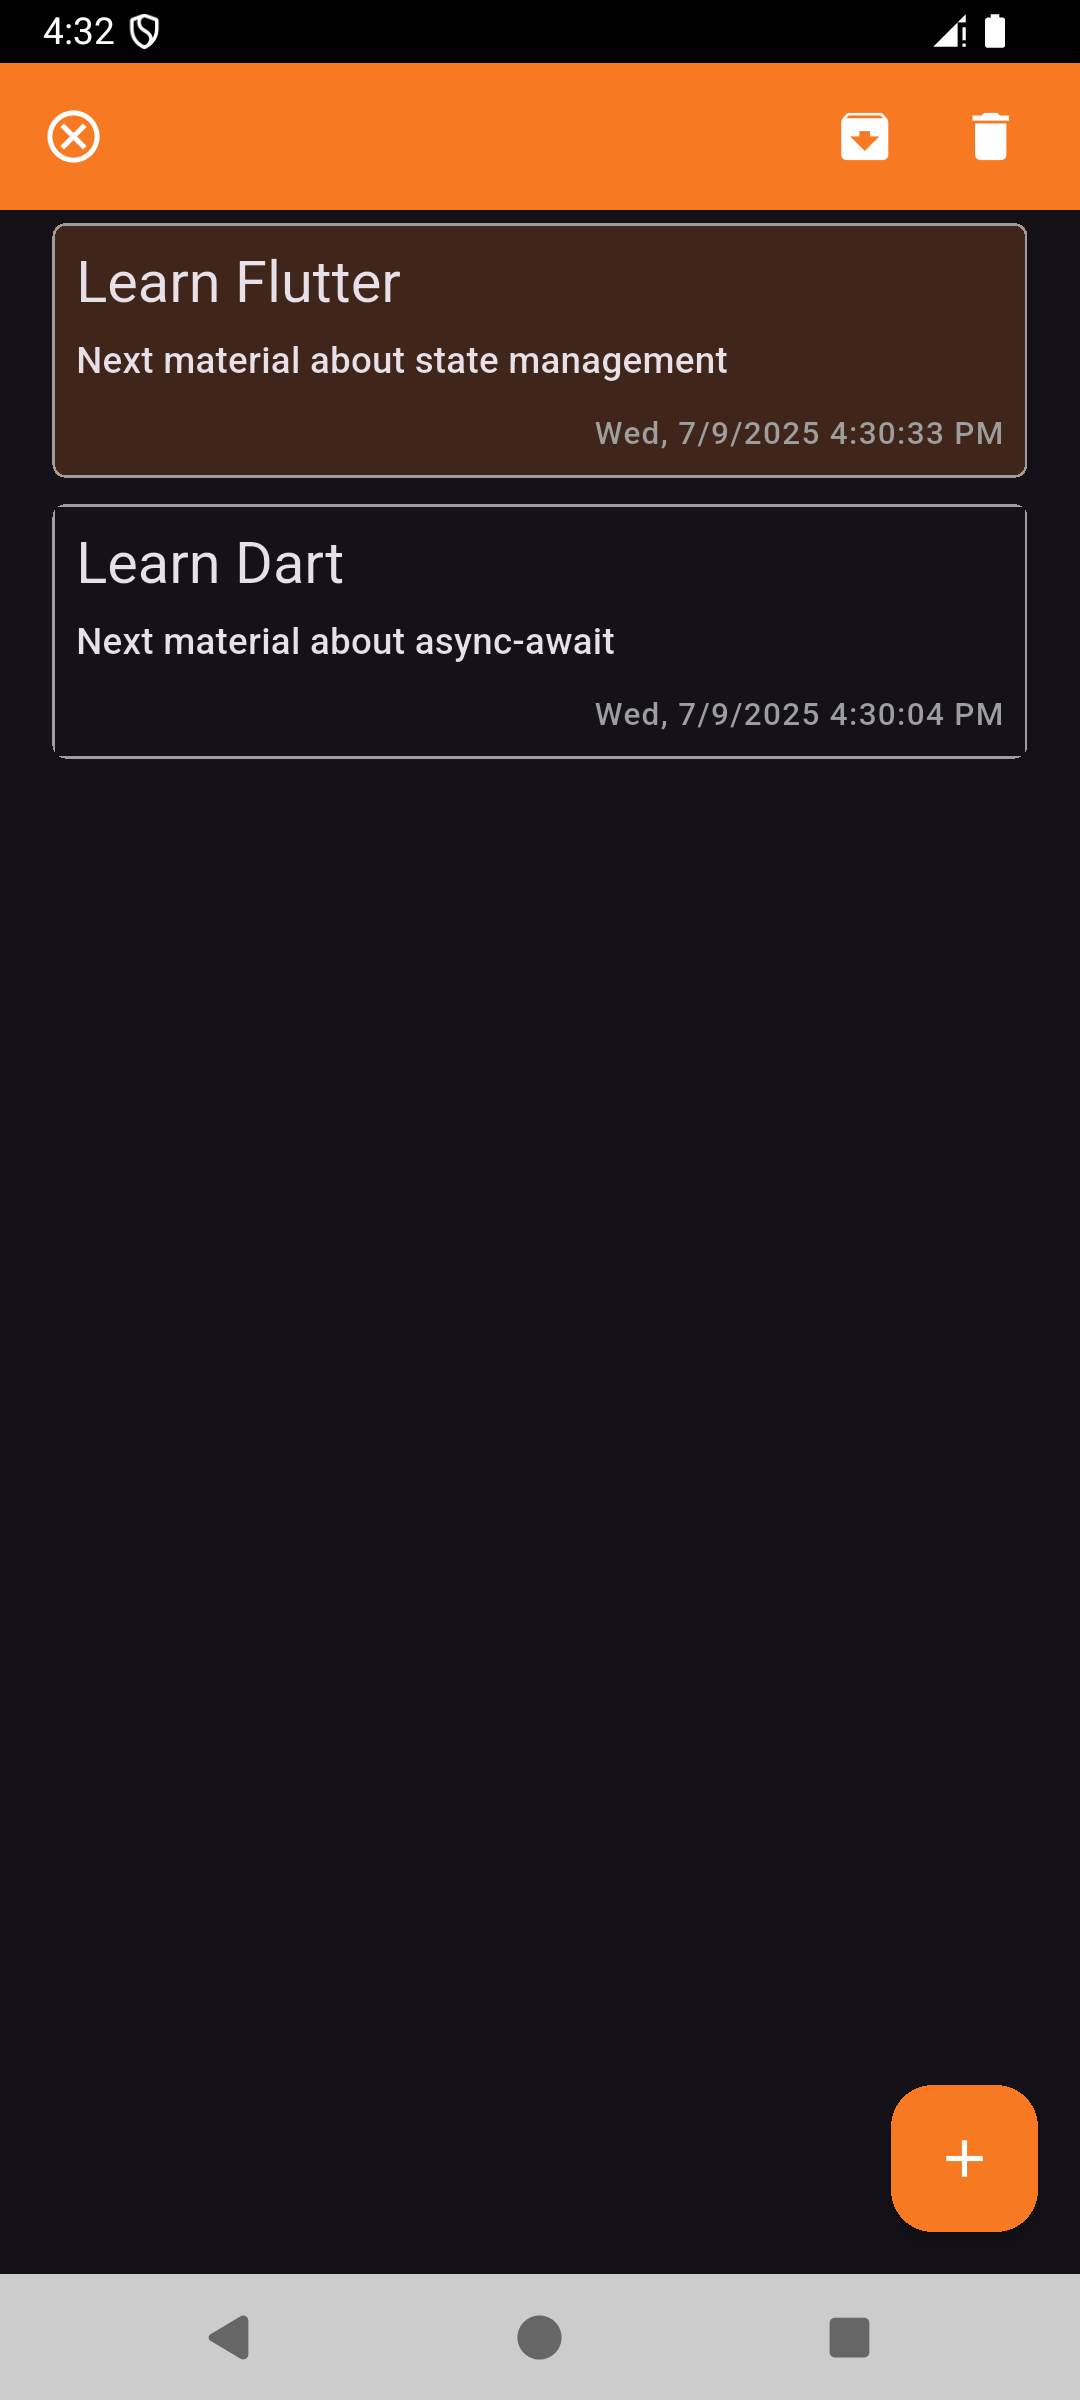 4:32
Learn Flutter
Next material about state management
Wed, 7/9/2025 4:30:33 PM
Learn Dart
Next material about async-await
Wed, 7/9/2025 4:30:04 PM